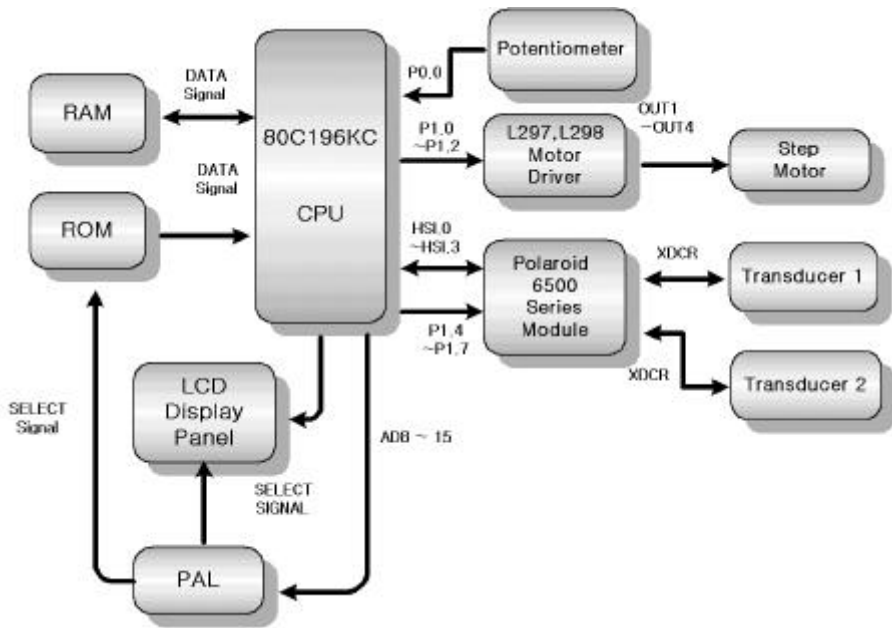 Potentiometer
P0.0
DATA
Signal
RAM
80C196KC
CPU
P1.0
~P1.2
L297,L298
Motor
Driver
OUT1
~OUT4
Step
Motor
DATA
Signal
ROM
HSI.0
~HSI.3
Polaroid
6500
Series
Module
XDCR
Transducer 1
P1.4
~P1.7
XDCR
Transducer 2
LCD
Display
Panel
SELECT
Signal
AD8 ~ 15
SELECT
SIGNAL
PAL